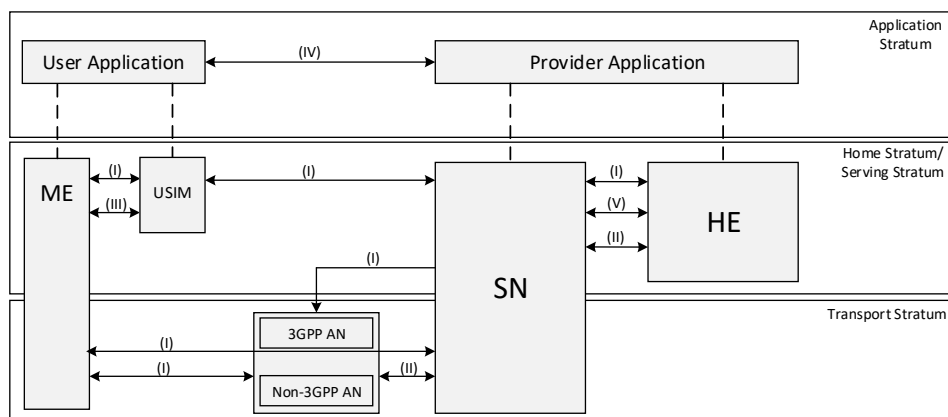 Application
Stratum
User Application
(IV)
Provider Application
Home Stratum/
Serving Stratum
ME
(I)
(III)
USIM
(I)
SN
(I)
(V)
(II)
HE
(I)
Transport Stratum
3GPP AN
(I)
(I)
(II)
Non-3GPP AN